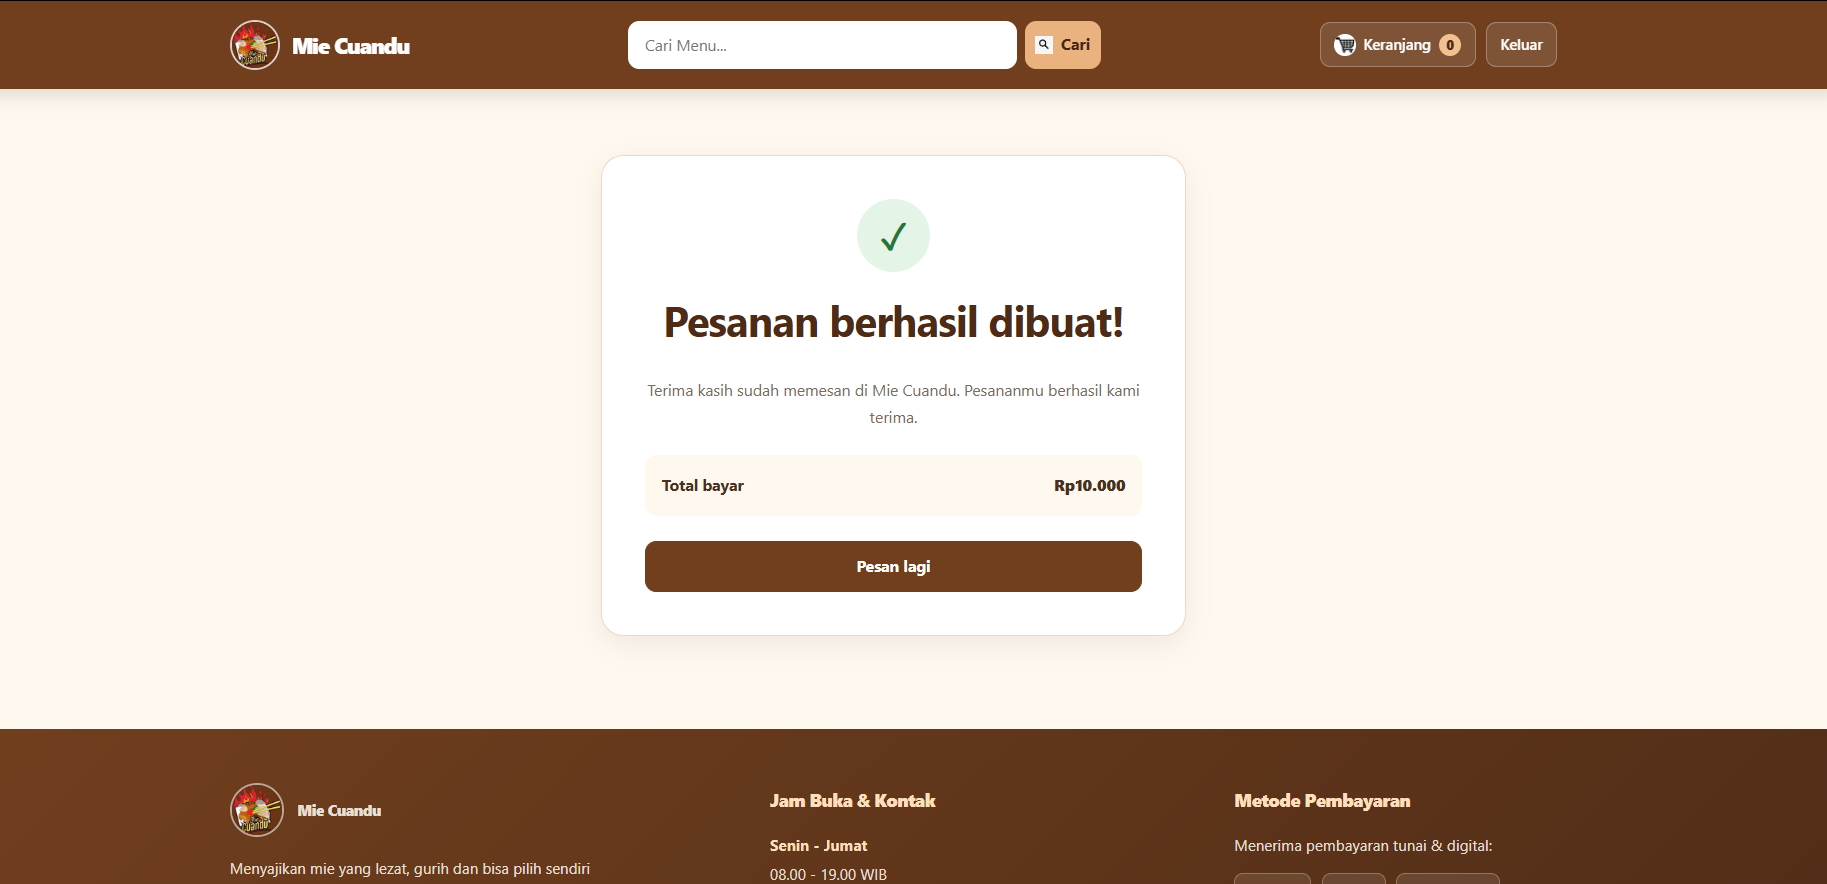 Mie Cuandu
Cari Menu...
Cari
Keranjang 0
Keluar
Pesanan berhasil dibuat!
Terima kasih sudah memesan di Mie Cuandu. Pesananmu berhasil kami
terima.
Total bayar Rp10.000
Pesan lagi
Cuandu
Mie Cuandu
Menyajikan mie yang lezat, gurih dan bisa pilih sendiri
Jam Buka & Kontak
Senin - Jumat
08.00 - 19.00 WIB
Metode Pembayaran
Menerima pembayaran tunai & digital: